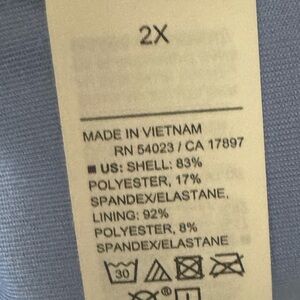 2X
MADE IN VIETNAM
RN 54023 / CA 17897
■ US: SHELL: 83%
POLYESTER, 17%
SPANDEX/ELASTANE,
LINING: 92%
POLYESTER, 8%
SPANDEX/ELASTANE
30
®